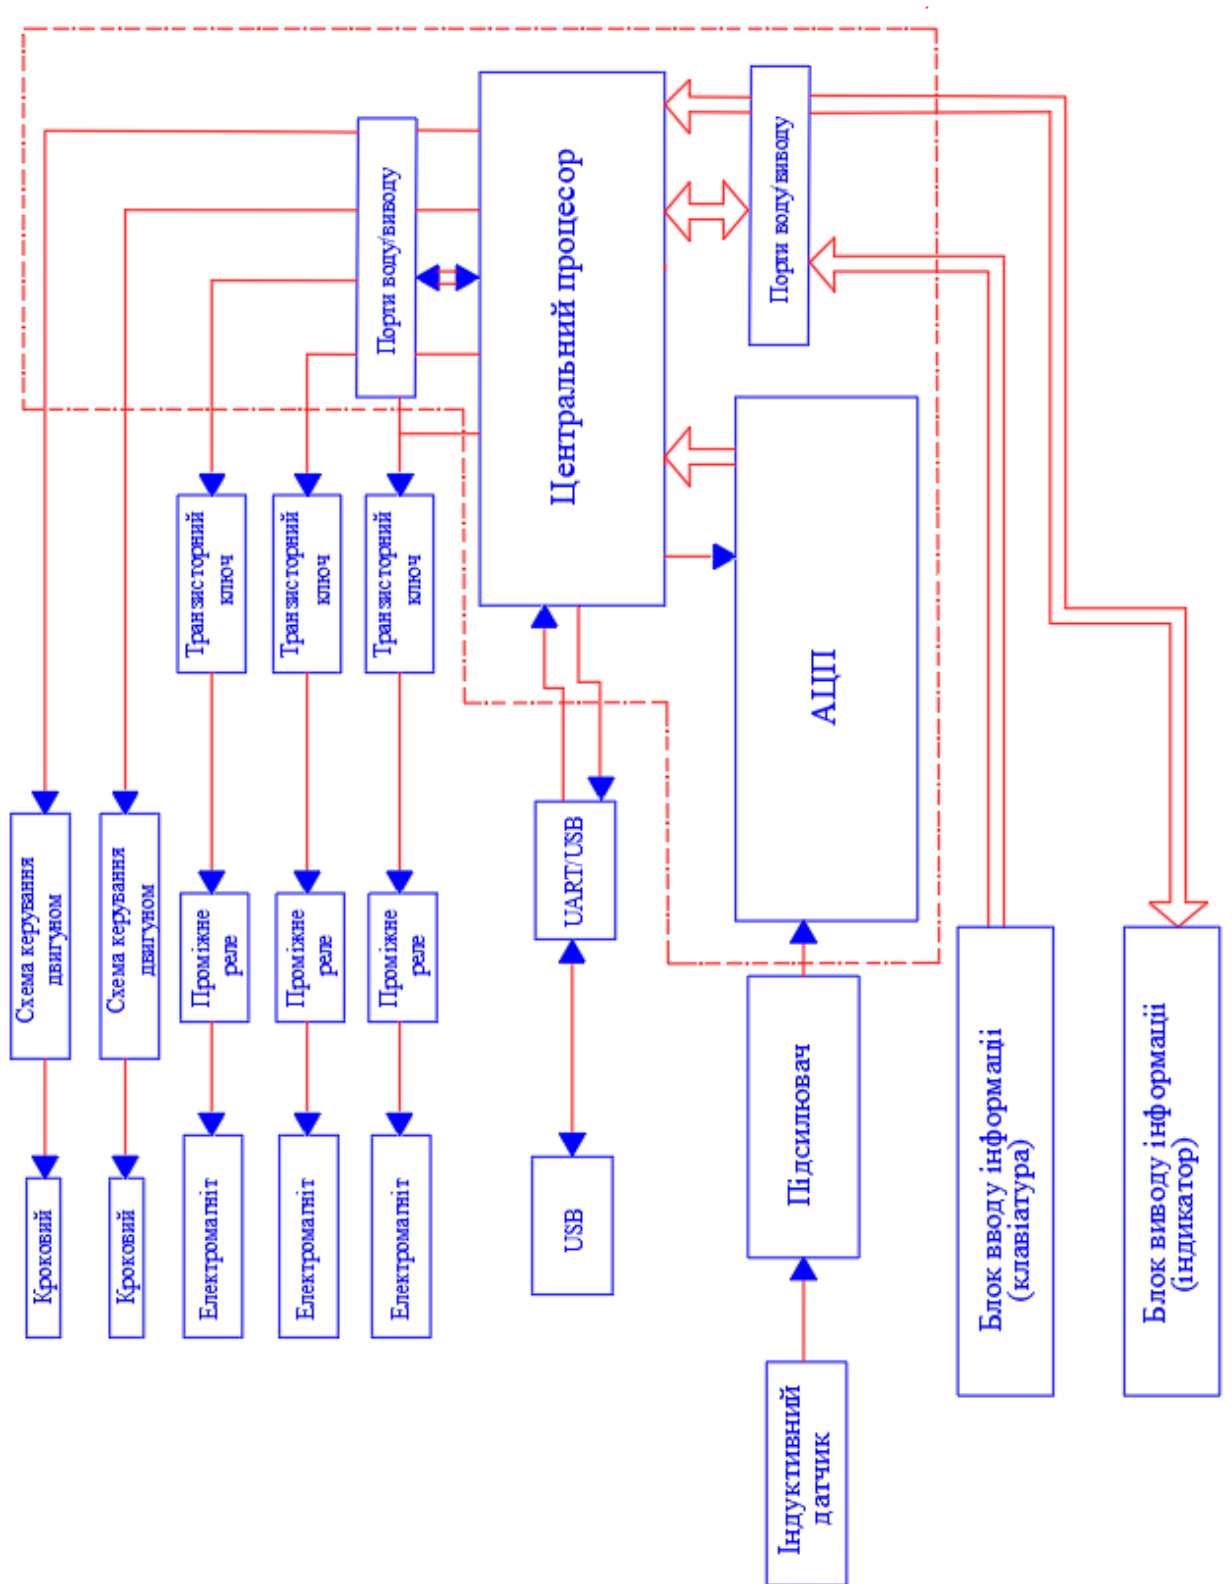 Кроковий
Схема керування
двигуном
Кроковий
Схема керування
двигуном
Електромагніт
Проміжне
реле
Транзисторний
ключ
Електромагніт
Проміжне
реле
Транзисторний
ключ
Електромагніт
Проміжне
реле
Транзисторний
ключ
Порти воду/виводу
USB
UART/USB
Центральний процесор
Індуктивний
датчик
Підсилювач
АЦП
Порти воду/виводу
Блок вводу інформаціі
(клавіатура)
Блок виводу інформаціі
(індикатор)